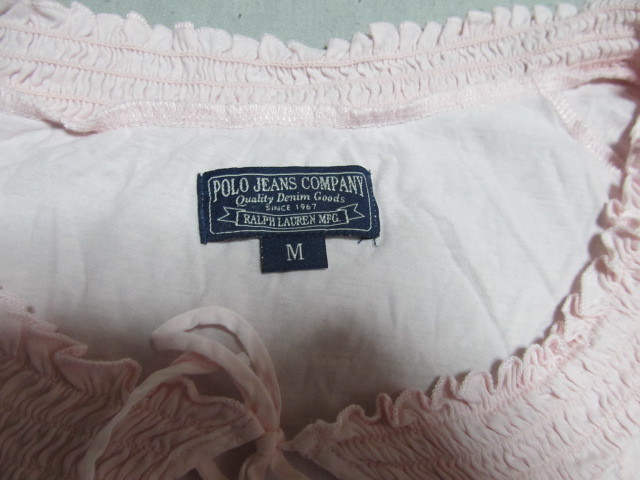 POLO JEANS COMPANY
Quality Denim Goods
SINCE 1967
RALPH LAUREN MFG.
M